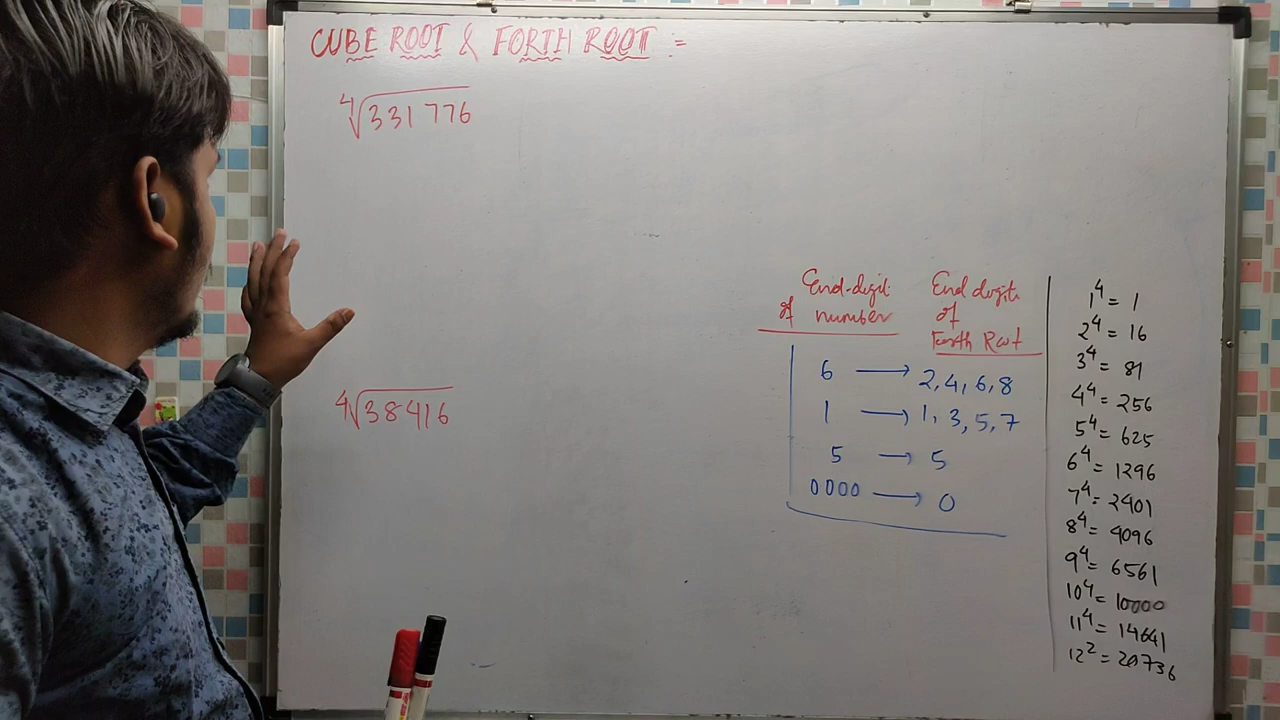 CUBE ROOT & FORTH ROOT =
4√331776
4√38416
End-digit of number
End digit of Forth Root
6 → 2,4,6,8
1 → 1,3,5,7
5 → 5
0000 → 0
1⁴ = 1
2⁴ = 16
3⁴ = 81
4⁴ = 256
5⁴ = 625
6⁴ = 1296
7⁴ = 2401
8⁴ = 4096
9⁴ = 6561
10⁴ = 10000
11⁴ = 14641
12² = 20736